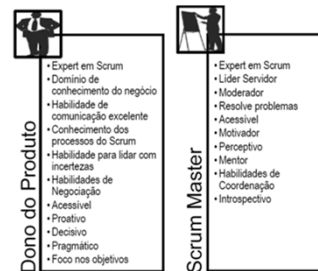 Dono do Produto
• Expert em Scrum
• Domínio de
conhecimento do negócio
• Habilidade de
comunicação excelente
• Conhecimento dos
processos do Scrum
• Habilidade para lidar com
incertezas
• Habilidades de
Negociação
• Acessível
• Proativo
• Decisivo
• Pragmático
• Foco nos objetivos
Scrum Master
• Expert em Scrum
• Líder Servidor
• Moderador
• Resolve problemas
• Acessível
• Motivador
• Perceptivo
• Mentor
• Habilidades de
Coordenação
• Introspectivo